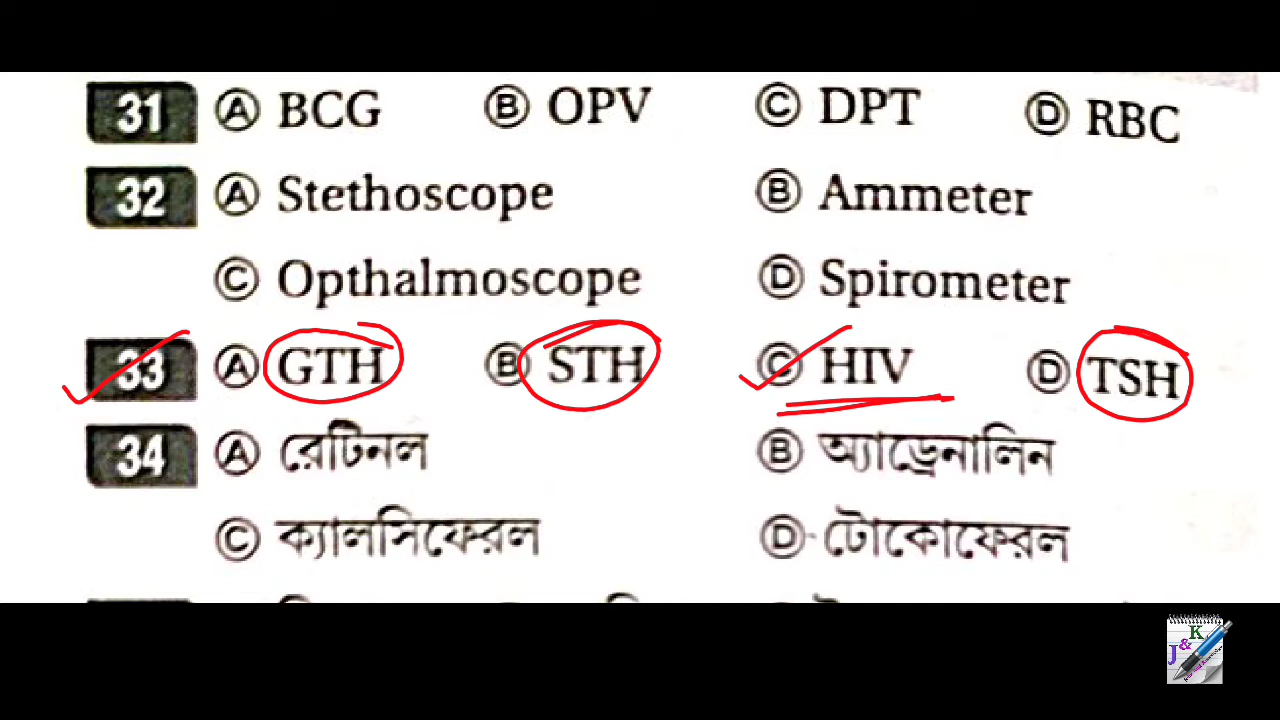 31 Ⓐ BCG Ⓑ OPV Ⓒ DPT Ⓓ RBC
32 Ⓐ Stethoscope Ⓑ Ammeter
Ⓒ Opthalmoscope Ⓓ Spirometer
33 Ⓐ GTH Ⓑ STH Ⓒ HIV Ⓓ TSH
34 Ⓐ রেটিনল Ⓑ অ্যাড্রেনালিন
Ⓒ ক্যালসিফেরল Ⓓ টোকোফেরল
J&K